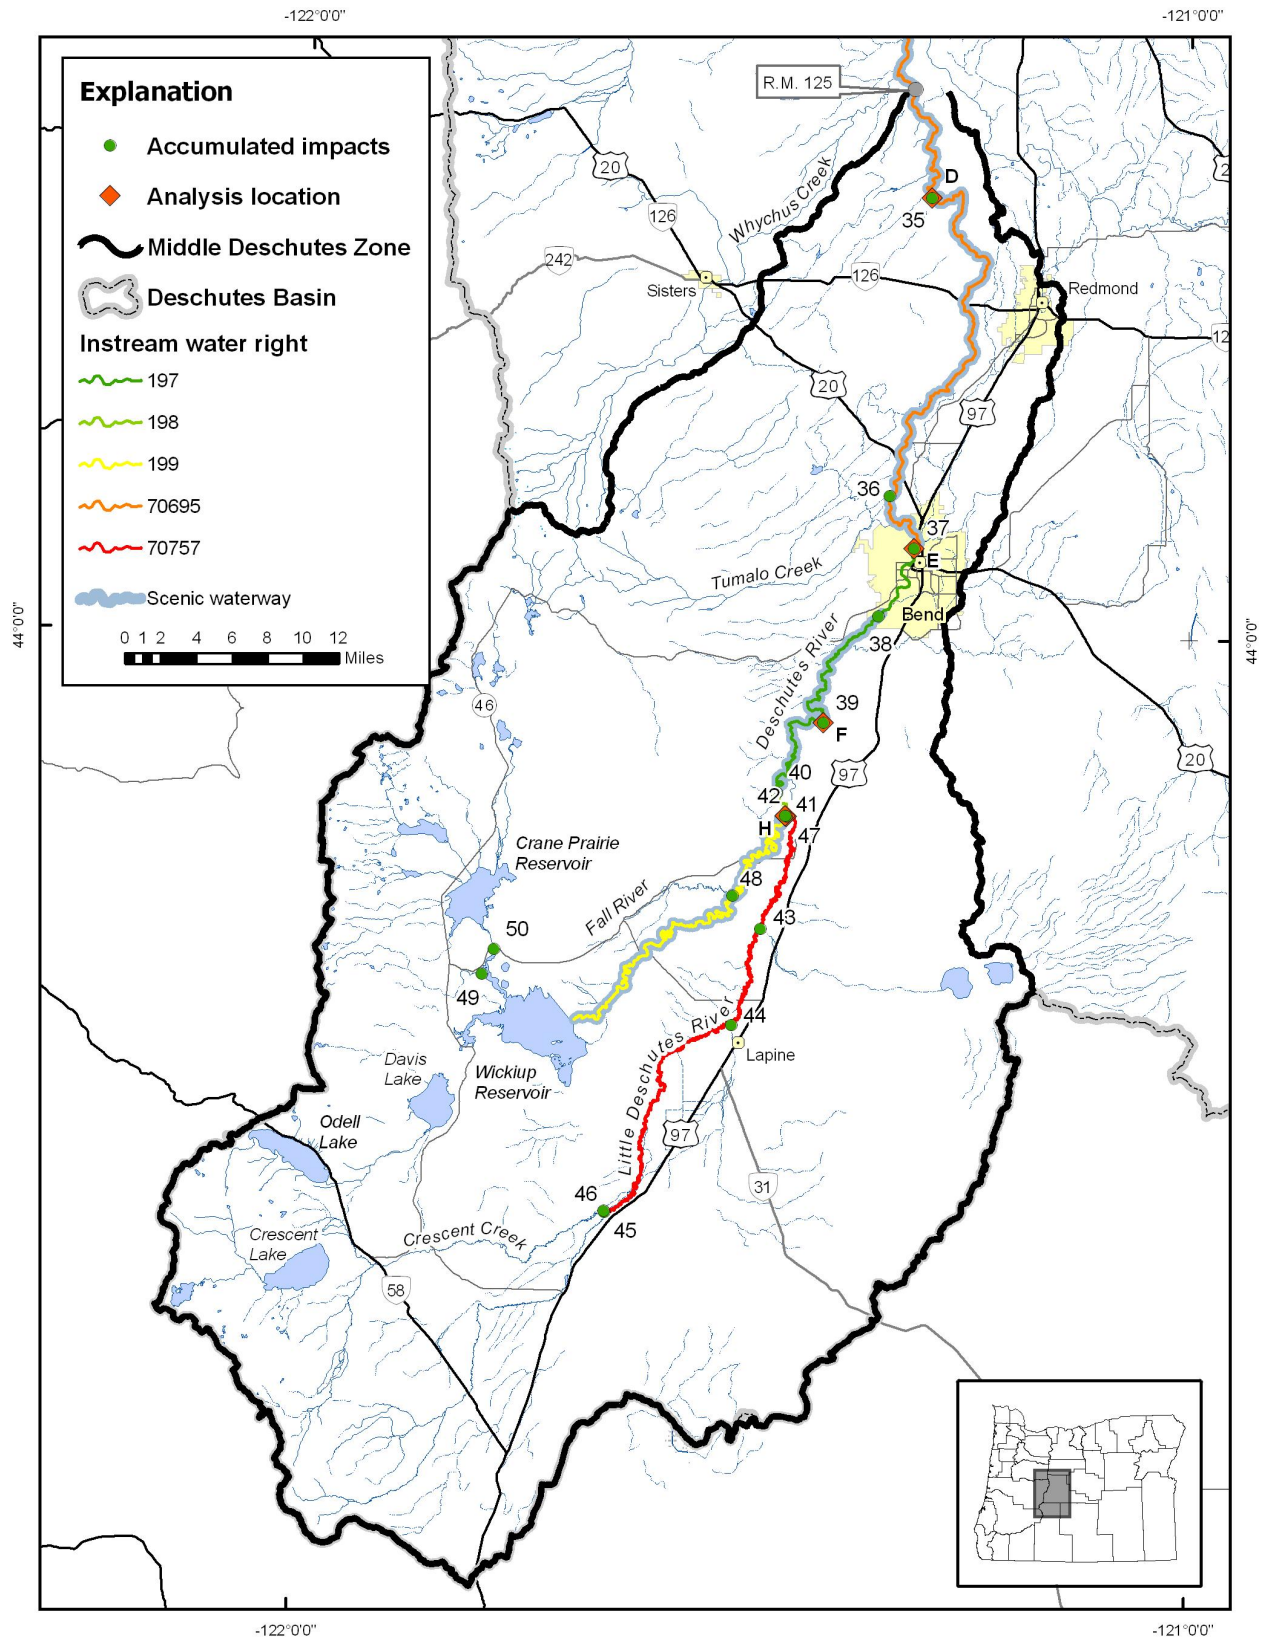 -122°0'0"
-121°0'0"
Explanation
Accumulated impacts
Analysis location
Middle Deschutes Zone
Deschutes Basin
Instream water right
197
198
199
70695
70757
Scenic waterway
0 1 2 4 6 8 10 12
Miles
R.M. 125
D
35
20
126
Whychus Creek
242
126
Sisters
Redmond
20
97
36
37
E
Tumalo Creek
Bend
38
44°0'0"
44°0'0"
Deschutes River
46
39
F
20
40
97
42
41
H
47
Crane Prairie
Reservoir
48
Fall River
50
43
49
44
Little Deschutes River
Lapine
Davis
Lake
Wickiup
Reservoir
Odell
Lake
97
31
46
45
Crescent Creek
Crescent
Lake
58
-122°0'0"
-121°0'0"